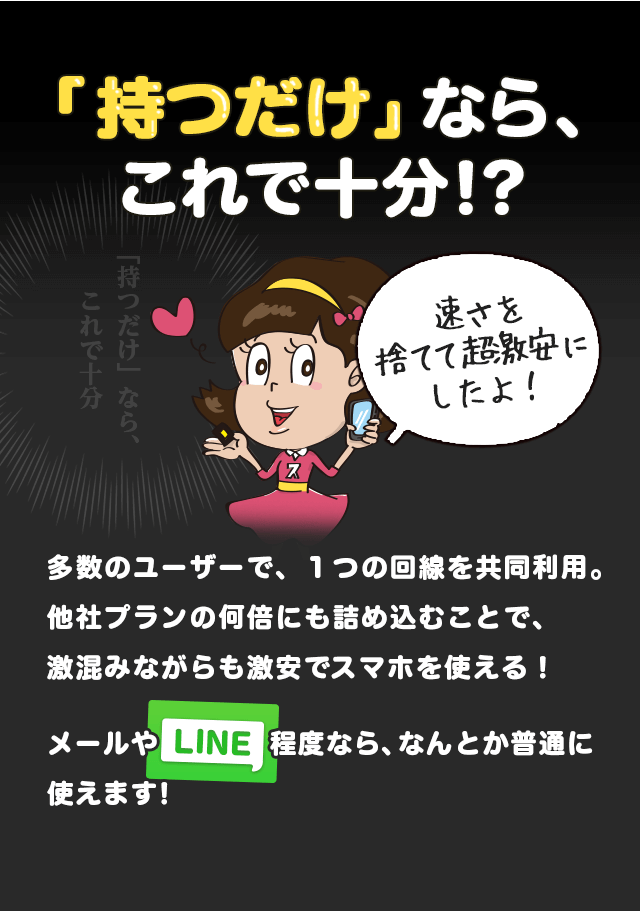 「持つだけ」なら、
これで十分!?
「持つだけ」なら、
これで十分
速さを
捨てて超激安に
したよ！
ス
多数のユーザーで、１つの回線を共同利用。
他社プランの何倍にも詰め込むことで、
激混みながらも激安でスマホを使える！
メールや LINE 程度なら、なんとか普通に
使えます!